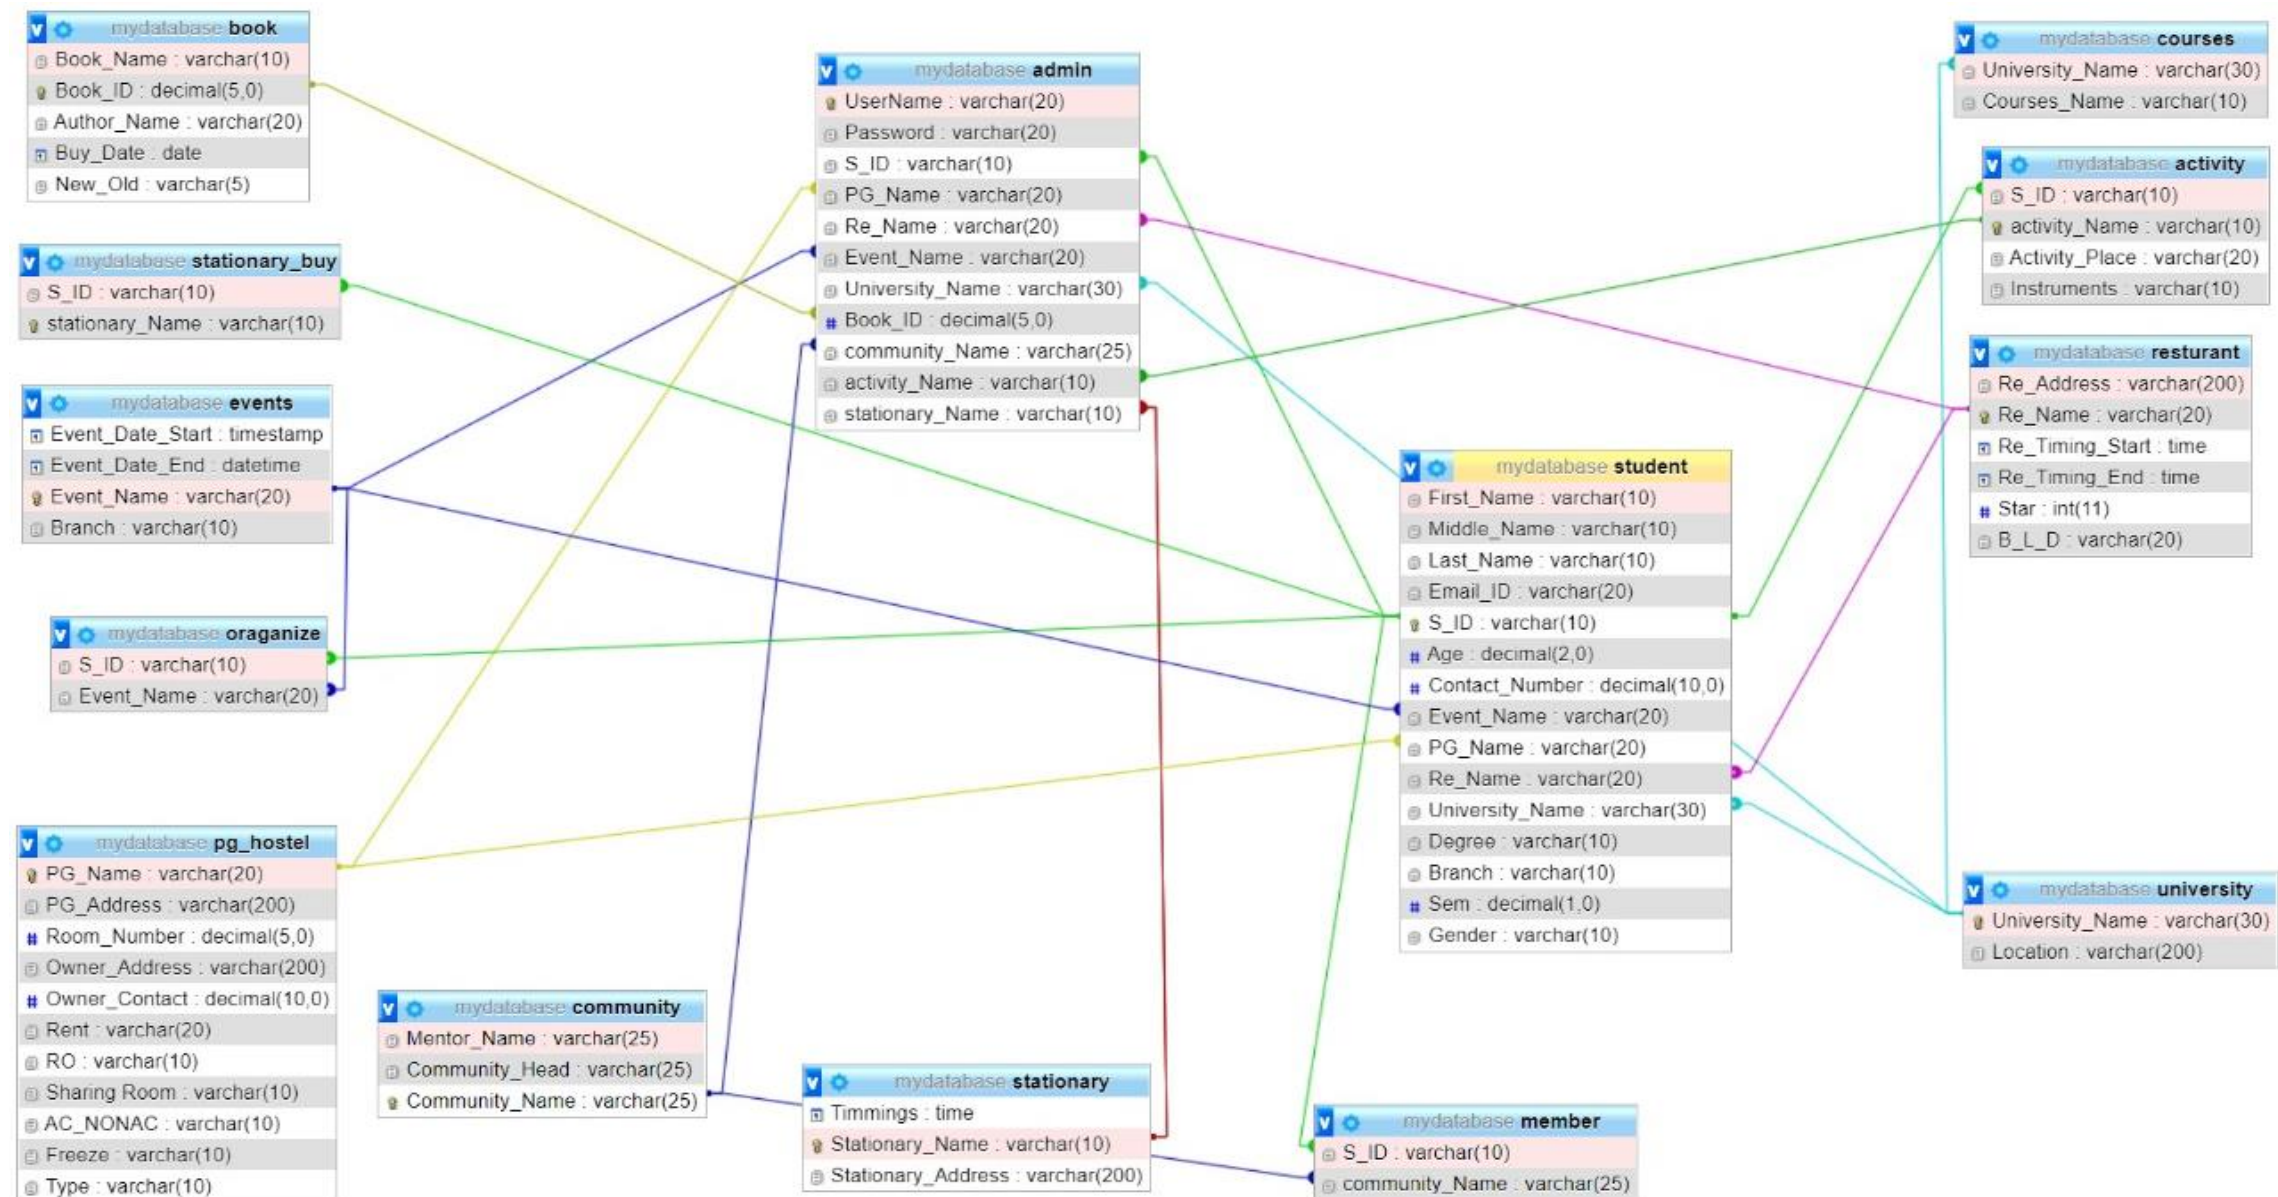 mydatabase book
Book_Name : varchar(10)
Book_ID : decimal(5,0)
Author_Name : varchar(20)
Buy_Date : date
New_Old : varchar(5)
mydatabase stationary_buy
S_ID : varchar(10)
stationary_Name : varchar(10)
mydatabase events
Event_Date_Start : timestamp
Event_Date_End : datetime
Event_Name : varchar(20)
Branch : varchar(10)
mydatabase oraganize
S_ID : varchar(10)
Event_Name : varchar(20)
mydatabase pg_hostel
PG_Name : varchar(20)
PG_Address : varchar(200)
Room_Number : decimal(5,0)
Owner_Address : varchar(200)
Owner_Contact : decimal(10,0)
Rent : varchar(20)
RO : varchar(10)
Sharing Room : varchar(10)
AC_NONAC : varchar(10)
Freeze : varchar(10)
Type : varchar(10)
mydatabase community
Mentor_Name : varchar(25)
Community_Head : varchar(25)
Community_Name : varchar(25)
mydatabase admin
UserName : varchar(20)
Password : varchar(20)
S_ID : varchar(10)
PG_Name : varchar(20)
Re_Name : varchar(20)
Event_Name : varchar(20)
University_Name : varchar(30)
Book_ID : decimal(5,0)
community_Name : varchar(25)
activity_Name : varchar(10)
stationary_Name : varchar(10)
mydatabase stationary
Timmings : time
Stationary_Name : varchar(10)
Stationary_Address : varchar(200)
mydatabase student
First_Name : varchar(10)
Middle_Name : varchar(10)
Last_Name : varchar(10)
Email_ID : varchar(20)
S_ID : varchar(10)
Age : decimal(2,0)
Contact_Number : decimal(10,0)
Event_Name : varchar(20)
PG_Name : varchar(20)
Re_Name : varchar(20)
University_Name : varchar(30)
Degree : varchar(10)
Branch : varchar(10)
Sem : decimal(1,0)
Gender : varchar(10)
mydatabase member
S_ID : varchar(10)
community_Name : varchar(25)
mydatabase courses
University_Name : varchar(30)
Courses_Name : varchar(10)
mydatabase activity
S_ID : varchar(10)
activity_Name : varchar(10)
Activity_Place : varchar(20)
Instruments : varchar(10)
mydatabase resturant
Re_Address : varchar(200)
Re_Name : varchar(20)
Re_Timing_Start : time
Re_Timing_End : time
Star : int(11)
B_L_D : varchar(20)
mydatabase university
University_Name : varchar(30)
Location : varchar(200)